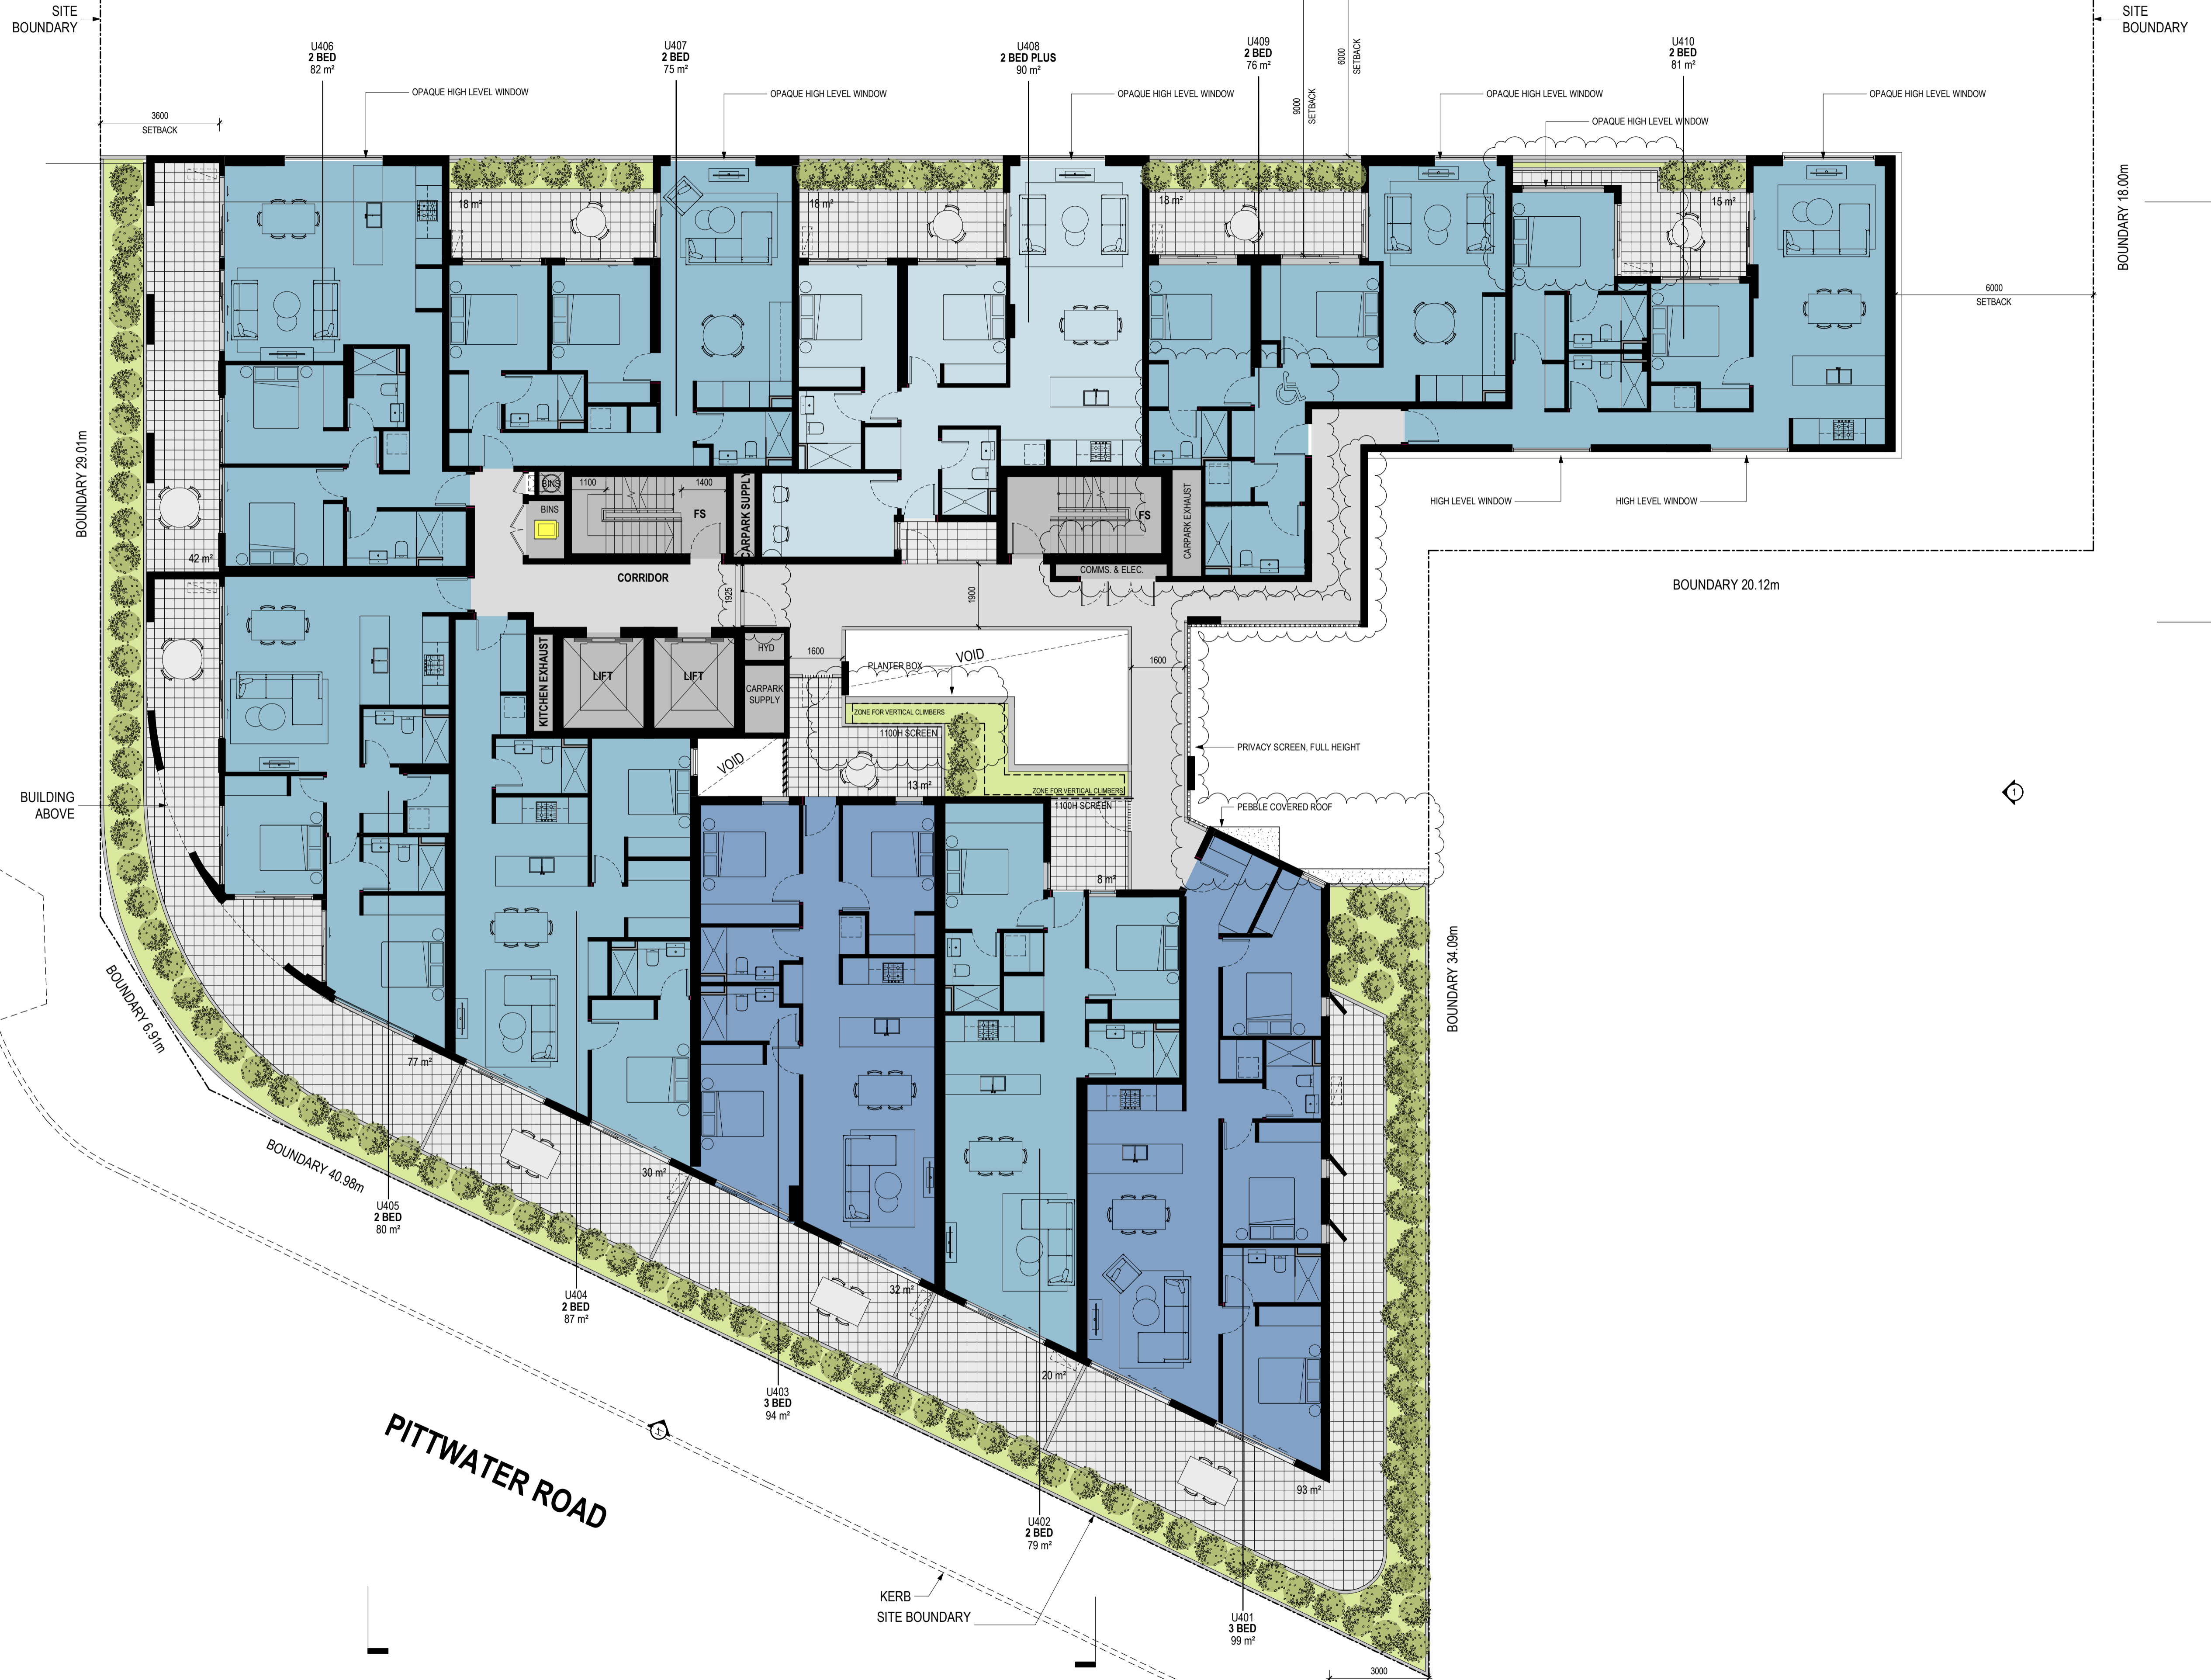 SITE
BOUNDARY
SITE
BOUNDARY
U406
2 BED
82 m²
U407
2 BED
75 m²
U408
2 BED PLUS
90 m²
U409
2 BED
76 m²
U410
2 BED
81 m²
6000
SETBACK
9000
SETBACK
OPAQUE HIGH LEVEL WINDOW
OPAQUE HIGH LEVEL WINDOW
OPAQUE HIGH LEVEL WINDOW
OPAQUE HIGH LEVEL WINDOW
OPAQUE HIGH LEVEL WINDOW
OPAQUE HIGH LEVEL WINDOW
3600
SETBACK
BOUNDARY 18.00m
18 m²
18 m²
18 m²
15 m²
6000
SETBACK
BOUNDARY 29.01m
BINS
BINS
1100
1400
FS
CARPARK SUPPLY
FS
CARPARK EXHAUST
HIGH LEVEL WINDOW
HIGH LEVEL WINDOW
42 m²
CORRIDOR
COMMS. & ELEC.
1925
1900
BOUNDARY 20.12m
KITCHEN EXHAUST
LIFT
LIFT
HYD
CARPARK
SUPPLY
1600
PLANTER BOX
VOID
1600
ZONE FOR VERTICAL CLIMBERS
1100H SCREEN
PRIVACY SCREEN, FULL HEIGHT
VOID
13 m²
ZONE FOR VERTICAL CLIMBERS
1100H SCREEN
PEBBLE COVERED ROOF
1
BUILDING
ABOVE
8 m²
BOUNDARY 34.09m
BOUNDARY 6.91m
77 m²
BOUNDARY 40.98m
30 m²
U405
2 BED
80 m²
32 m²
U404
2 BED
87 m²
20 m²
U403
3 BED
94 m²
PITTWATER ROAD
1
93 m²
U402
2 BED
79 m²
KERB
SITE BOUNDARY
U401
3 BED
99 m²
3000